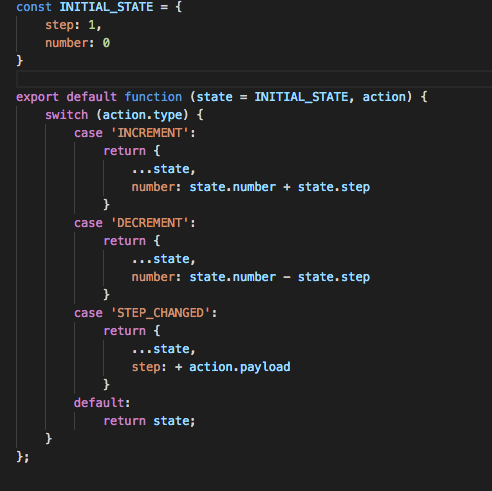 const INITIAL_STATE = {
    step: 1,
    number: 0
}

export default function (state = INITIAL_STATE, action) {
    switch (action.type) {
        case 'INCREMENT':
            return {
                ...state,
                number: state.number + state.step
            }
        case 'DECREMENT':
            return {
                ...state,
                number: state.number - state.step
            }
        case 'STEP_CHANGED':
            return {
                ...state,
                step: + action.payload
            }
        default:
            return state;
    }
};